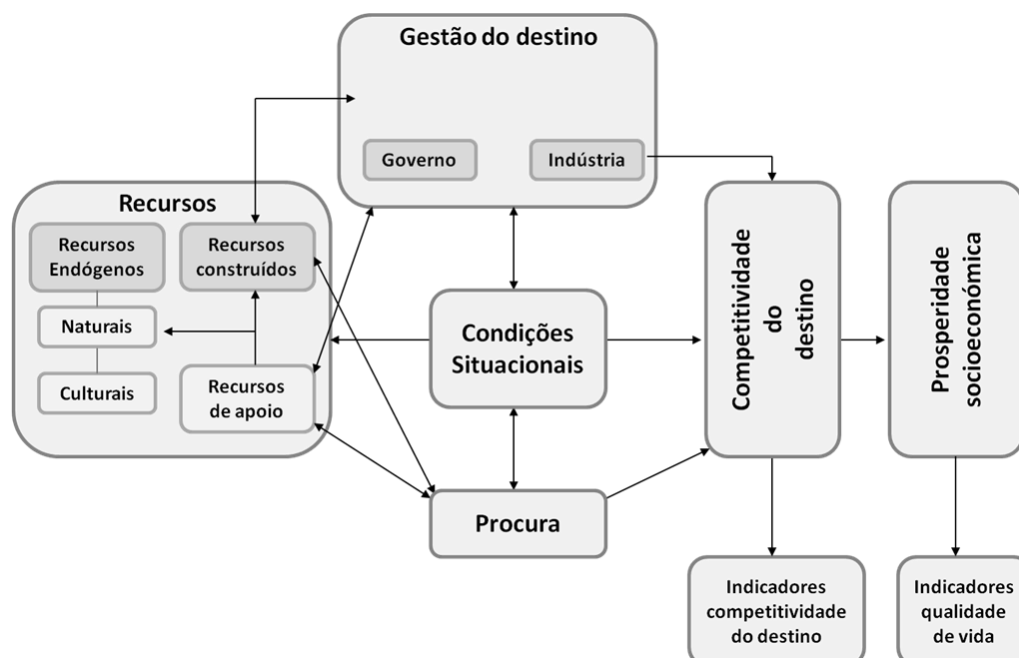 Gestão do destino
Governo
Indústria
Recursos
Recursos
Endógenos
Recursos
construídos
Naturais
Culturais
Recursos
de apoio
Condições
Situacionais
Procura
Competitividade
do
destino
Prosperidade
socioeconómica
Indicadores
competitividade
do destino
Indicadores
qualidade
de vida